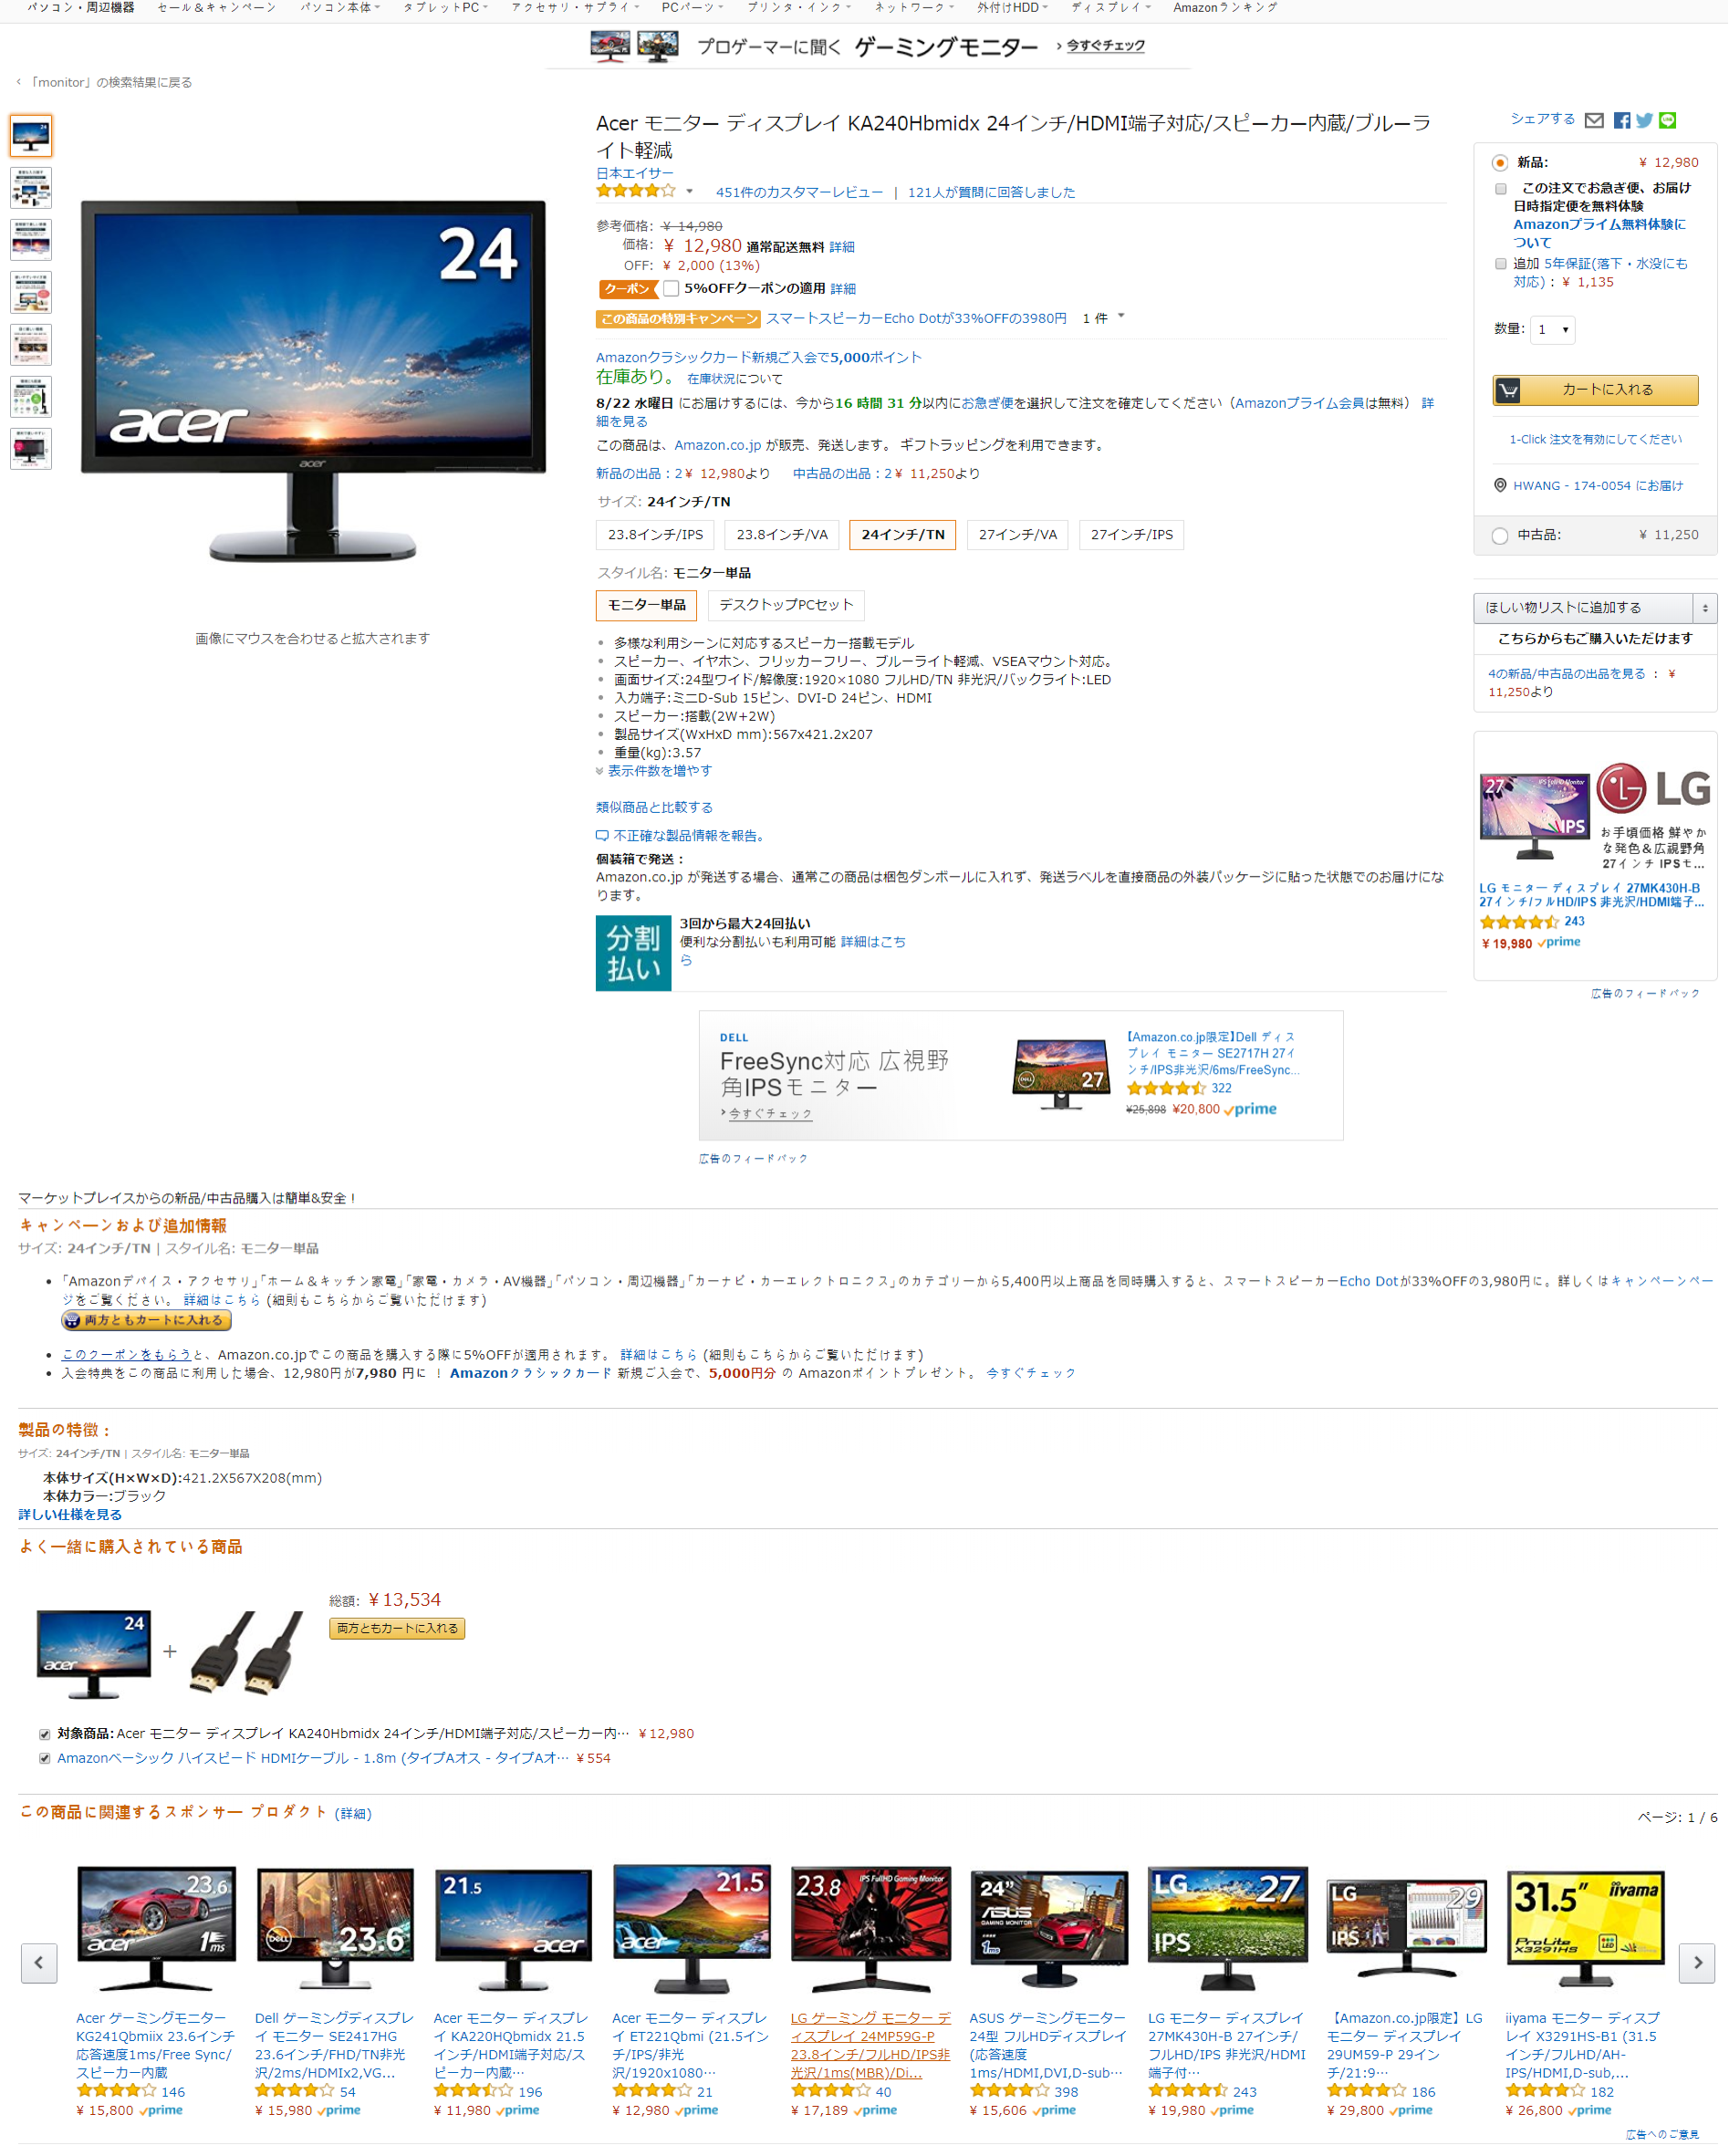 パソコン・周辺機器 セール＆キャンペーン パソコン本体 タブレットPC アクセサリ・サプライ PCパーツ プリンタ・インク ネットワーク 外付けHDD ディスプレイ Amazonランキング
プロゲーマーに聞く ゲーミングモニター › 今すぐチェック
‹ 「monitor」の検索結果に戻る
24
acer
acer
画像にマウスを合わせると拡大されます
Acer モニター ディスプレイ KA240Hbmidx 24インチ/HDMI端子対応/スピーカー内蔵/ブルーラ
イト軽減
日本エイサー
451件のカスタマーレビュー | 121人が質問に回答しました
参考価格: ￥ 14,980
価格: ￥ 12,980 通常配送無料 詳細
OFF: ￥ 2,000 (13%)
クーポン 5%OFFクーポンの適用 詳細
この商品の特別キャンペーン スマートスピーカーEcho Dotが33%OFFの3980円 1 件
Amazonクラシックカード新規ご入会で5,000ポイント
在庫あり。 在庫状況について
8/22 水曜日 にお届けするには、今から16 時間 31 分以内にお急ぎ便を選択して注文を確定してください（Amazonプライム会員は無料） 詳
細を見る
この商品は、Amazon.co.jp が販売、発送します。 ギフトラッピングを利用できます。
新品の出品：2￥ 12,980より 中古品の出品：2￥ 11,250より
サイズ: 24インチ/TN
23.8インチ/IPS 23.8インチ/VA 24インチ/TN 27インチ/VA 27インチ/IPS
スタイル名: モニター単品
モニター単品 デスクトップPCセット
多様な利用シーンに対応するスピーカー搭載モデル
スピーカー、イヤホン、フリッカーフリー、ブルーライト軽減、VSEAマウント対応。
画面サイズ:24型ワイド/解像度:1920×1080 フルHD/TN 非光沢/バックライト:LED
入力端子:ミニD-Sub 15ピン、DVI-D 24ピン、HDMI
スピーカー:搭載(2W+2W)
製品サイズ(WxHxD mm):567x421.2x207
重量(kg):3.57
表示件数を増やす
類似商品と比較する
不正確な製品情報を報告。
個装箱で発送：
Amazon.co.jp が発送する場合、通常この商品は梱包ダンボールに入れず、発送ラベルを直接商品の外装パッケージに貼った状態でのお届けにな
ります。
分割
払い
3回から最大24回払い
便利な分割払いも利用可能 詳細はこち
ら
シェアする
新品: ￥ 12,980
この注文でお急ぎ便、お届け
日時指定便を無料体験
Amazonプライム無料体験に
ついて
追加 5年保証(落下・水没にも
対応)：￥ 1,135
数量: 1
カートに入れる
1-Click 注文を有効にしてください
HWANG - 174-0054 にお届け
中古品: ￥ 11,250
ほしい物リストに追加する
こちらからもご購入いただけます
4の新品/中古品の出品を見る ： ￥
11,250より
27
IPS
LG
お手頃価格 鮮やか
な発色＆広視野角
27インチ IPSモ...
LG モニター ディスプレイ 27MK430H-B
27インチ/フルHD/IPS 非光沢/HDMI端子...
243
￥19,980 prime
広告のフィードバック
DELL
FreeSync対応 広視野
角IPSモニター
› 今すぐチェック
DELL 27
【Amazon.co.jp限定】Dell ディス
プレイ モニター SE2717H 27イ
ンチ/IPS非光沢/6ms/FreeSync...
322
¥25,898 ¥20,800 prime
広告のフィードバック
マーケットプレイスからの新品/中古品購入は簡単&安全！
キャンペーンおよび追加情報
サイズ: 24インチ/TN | スタイル名: モニター単品
「Amazonデバイス・アクセサリ」「ホーム＆キッチン家電」「家電・カメラ・AV機器」「パソコン・周辺機器」「カーナビ・カーエレクトロニクス」のカテゴリーから5,400円以上商品を同時購入すると、スマートスピーカーEcho Dotが33%OFFの3,980円に。詳しくはキャンペーンペー
ジをご覧ください。 詳細はこちら (細則もこちらからご覧いただけます)
両方ともカートに入れる
このクーポンをもらうと、Amazon.co.jpでこの商品を購入する際に5%OFFが適用されます。 詳細はこちら (細則もこちらからご覧いただけます)
入会特典をこの商品に利用した場合、12,980円が7,980 円に ！ Amazonクラシックカード 新規ご入会で、5,000円分 の Amazonポイントプレゼント。 今すぐチェック
製品の特徴：
サイズ: 24インチ/TN | スタイル名: モニター単品
本体サイズ(H×W×D):421.2X567X208(mm)
本体カラー:ブラック
詳しい仕様を見る
よく一緒に購入されている商品
24
acer
+
総額: ￥13,534
両方ともカートに入れる
対象商品: Acer モニター ディスプレイ KA240Hbmidx 24インチ/HDMI端子対応/スピーカー内… ￥12,980
Amazonベーシック ハイスピード HDMIケーブル - 1.8m (タイプAオス - タイプAオ… ￥554
この商品に関連するスポンサー プロダクト (詳細)
ページ: 1 / 6
23.6 acer 1ms
Acer ゲーミングモニター
KG241Qbmiix 23.6インチ
応答速度1ms/Free Sync/
スピーカー内蔵
146
￥ 15,800 prime
DELL 23.6
Dell ゲーミングディスプレ
イ モニター SE2417HG
23.6インチ/FHD/TN非光
沢/2ms/HDMIx2,VG...
54
￥ 15,980 prime
21.5 acer
Acer モニター ディスプレ
イ KA220HQbmidx 21.5
インチ/HDMI端子対応/ス
ピーカー内蔵…
196
￥ 11,980 prime
21.5 acer
Acer モニター ディスプレ
イ ET221Qbmi (21.5イン
チ/IPS/非光
沢/1920x1080…
21
￥ 12,980 prime
23.8 IPS FullHD Gaming Monitor
LG ゲーミング モニター デ
ィスプレイ 24MP59G-P
23.8インチ/フルHD/IPS非
光沢/1ms(MBR)/Di...
40
￥ 17,189 prime
24” ASUS GAMING MONITOR 1ms
ASUS ゲーミングモニター
24型 フルHDディスプレイ
(応答速度
1ms/HDMI,DVI,D-sub…
398
￥ 15,606 prime
LG 27 IPS
LG モニター ディスプレイ
27MK430H-B 27インチ/
フルHD/IPS 非光沢/HDMI
端子付…
243
￥ 19,980 prime
LG 29 IPS
【Amazon.co.jp限定】LG
モニター ディスプレイ
29UM59-P 29イン
チ/21:9…
186
￥ 29,800 prime
31.5” iiyama ProLite X3291HS LED
iiyama モニター ディスプ
レイ X3291HS-B1 (31.5
インチ/フルHD/AH-
IPS/HDMI,D-sub,...
182
￥ 26,800 prime
広告へのご意見